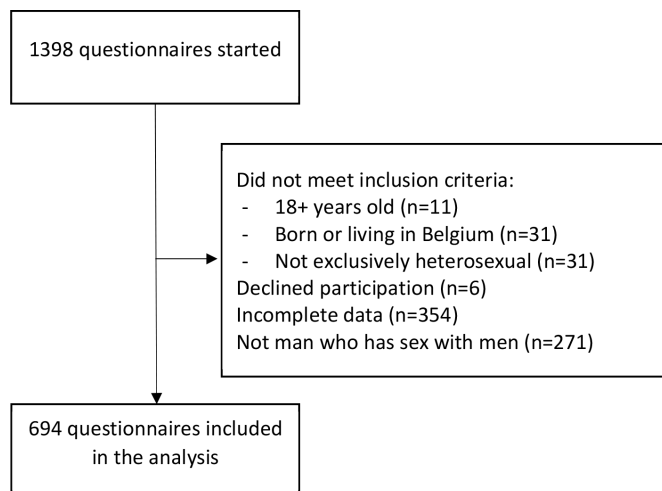 1398 questionnaires started
Did not meet inclusion criteria:
- 18+ years old (n=11)
- Born or living in Belgium (n=31)
- Not exclusively heterosexual (n=31)
Declined participation (n=6)
Incomplete data (n=354)
Not man who has sex with men (n=271)
694 questionnaires included
in the analysis